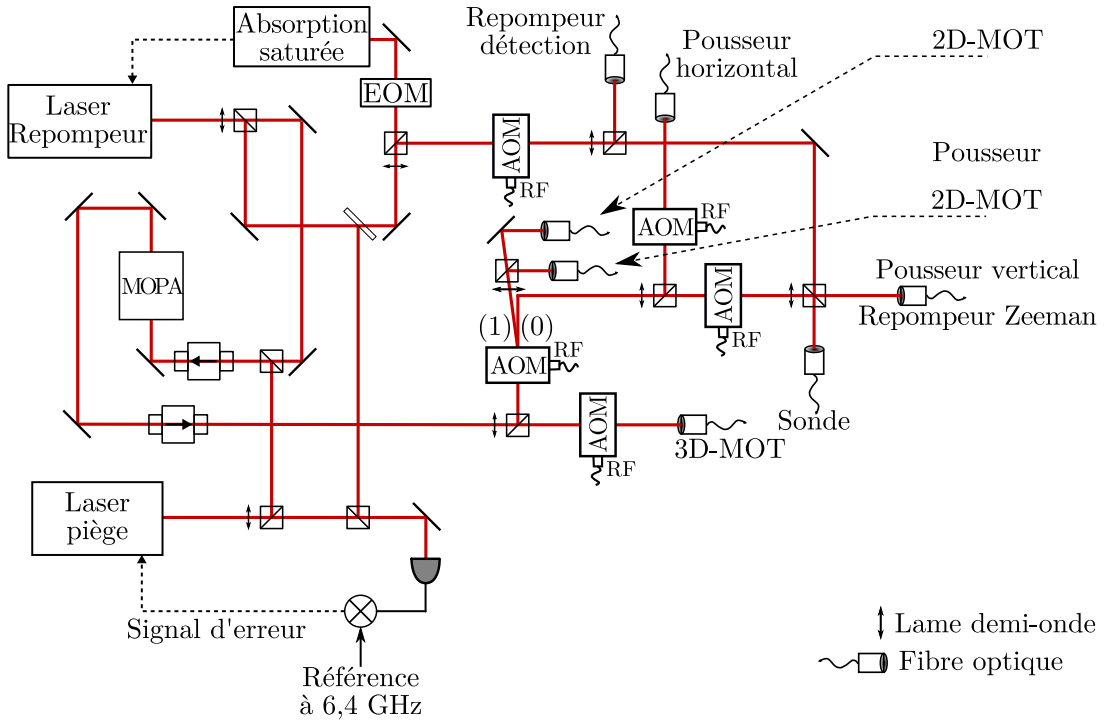 Absorption
saturée
Repompeur
détection
Pousseur
horizontal
2D-MOT
Laser
Repompeur
EOM
AOM
RF
Pousseur
2D-MOT
AOM
RF
MOPA
AOM
RF
Pousseur vertical
Repompeur Zeeman
(1)
(0)
AOM
RF
Sonde
AOM
RF
3D-MOT
Laser
piège
Signal d'erreur
Référence
à 6,4 GHz
Lame demi-onde
Fibre optique